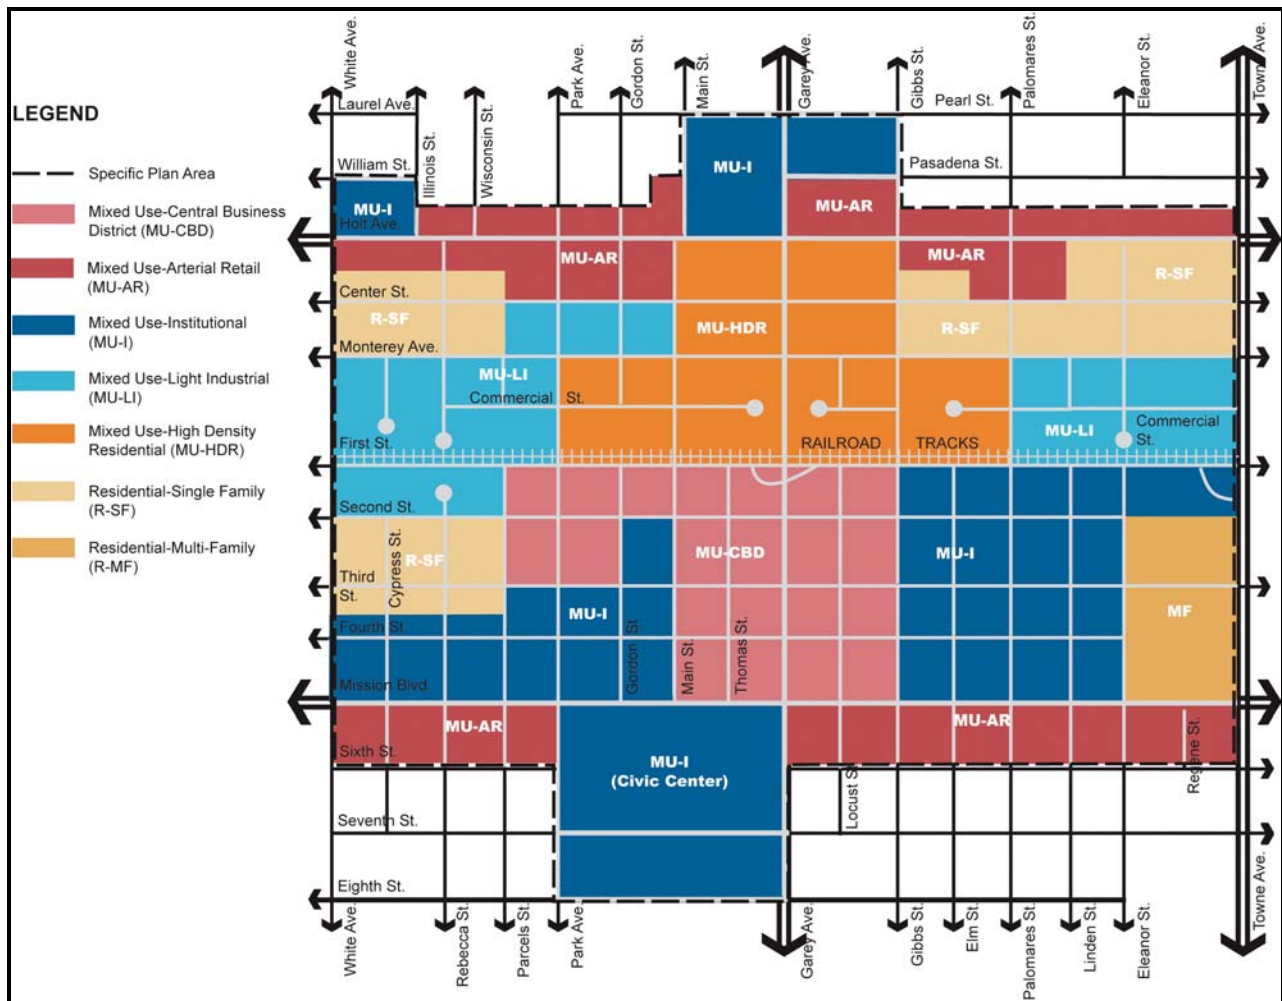 White Ave.
Park Ave.
Gordon St.
Main St.
Garey Ave.
Gibbs St.
Palomares St.
Eleanor St.
Towne Ave.
LEGEND
Laurel Ave.
Pearl St.
Illinois St.
Wisconsin St.
William St.
Pasadena St.
Specific Plan Area
MU-I
MU-I
MU-AR
Mixed Use-Central Business
District (MU-CBD)
Holt Ave.
Mixed Use-Arterial Retail
(MU-AR)
MU-AR
MU-AR
R-SF
Center St.
Mixed Use-Institutional
(MU-I)
R-SF
MU-HDR
R-SF
Monterey Ave.
Mixed Use-Light Industrial
(MU-LI)
MU-LI
Commercial St.
Mixed Use-High Density
Residential (MU-HDR)
First St.
RAILROAD TRACKS
MU-LI
Commercial
St.
Residential-Single Family
(R-SF)
Second St.
Residential-Multi-Family
(R-MF)
Cypress St.
R-SF
MU-CBD
MU-I
Third
St.
MU-I
MF
Fourth St.
Gordon St.
Main St.
Thomas St.
Mission Blvd
MU-AR
MU-AR
Sixth St.
MU-I
(Civic Center)
Locust S
Regene St.
Seventh St.
Eighth St.
White Ave.
Rebecca St.
Parcels St.
Park Ave.
Garey Ave.
Gibbs St.
Elm St.
Palomares St.
Linden St.
Eleanor St.
Towne Ave.